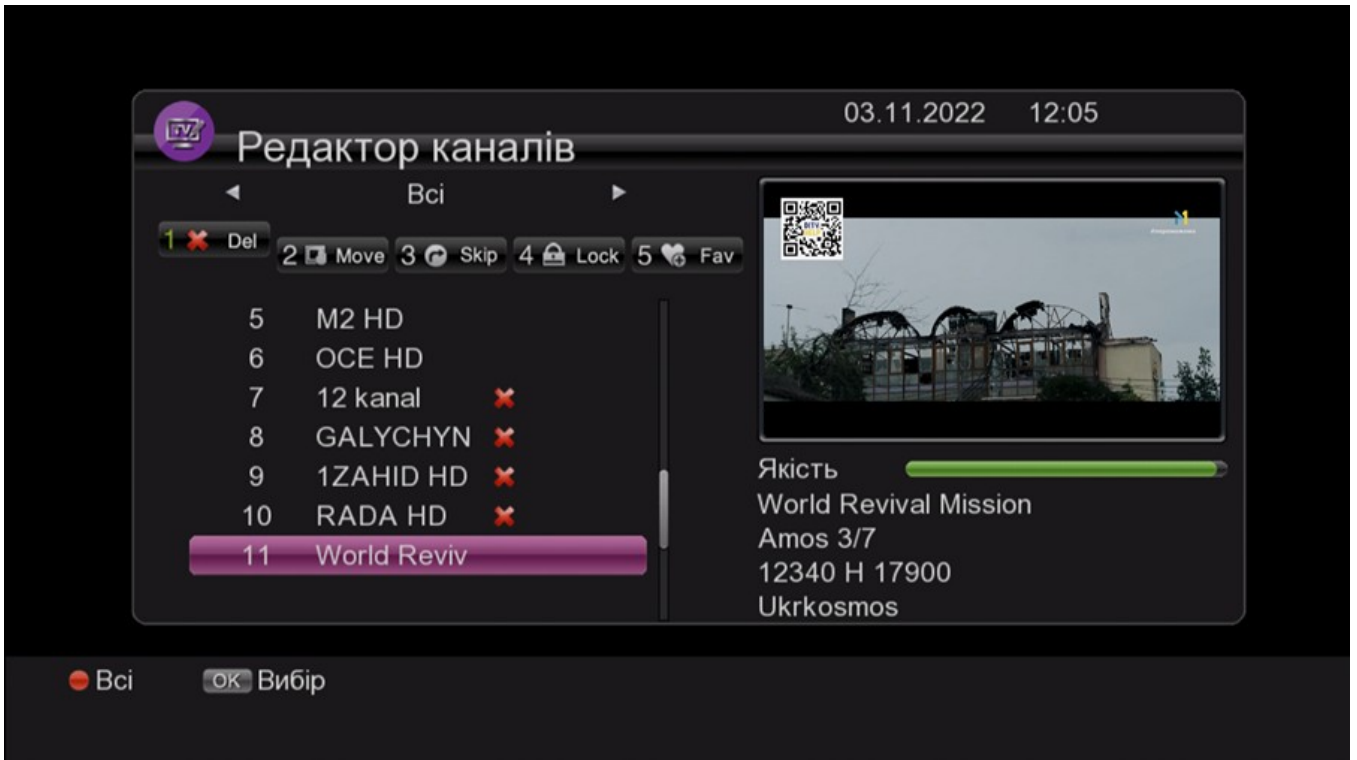 03.11.2022 12:05
TV
Редактор каналів
Всі
1 Del
2 Move 3 Skip 4 Lock 5 Fav
5 M2 HD
6 OCE HD
7 12 kanal
8 GALYCHYN
9 1ZAHID HD
10 RADA HD
11 World Reviv
Якість
World Revival Mission
Amos 3/7
12340 H 17900
Ukrkosmos
Всі OK Вибір